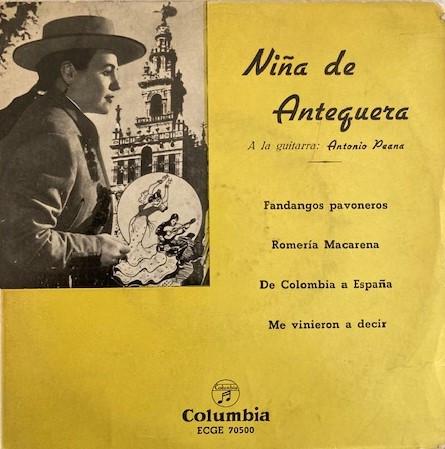 Niña de
Antequera
A la guitarra: Antonio Peana
Fandangos pavoneros
Romería Macarena
De Colombia a España
Me vinieron a decir
Columbia
ECGE 70500